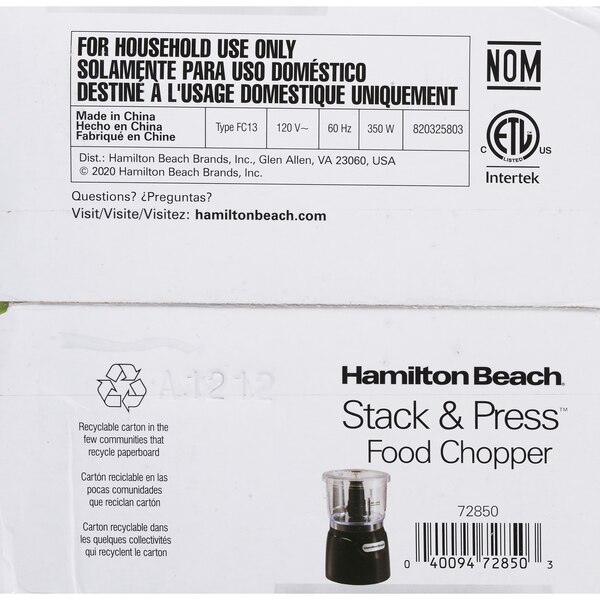 FOR HOUSEHOLD USE ONLY
SOLAMENTE PARA USO DOMÉSTICO
DESTINÉ À L'USAGE DOMESTIQUE UNIQUEMENT
Made in China
Hecho en China
Fabriqué en Chine
Type FC13 120 V~ 60 Hz 350 W 820325803
Dist.: Hamilton Beach Brands, Inc., Glen Allen, VA 23060, USA
© 2020 Hamilton Beach Brands, Inc.
Questions? ¿Preguntas?
Visit/Visite/Visitez: hamiltonbeach.com
NOM
C ETL US
LISTED
Intertek
A.1212
Recyclable carton in the
few communities that
recycle paperboard
Cartón reciclable en las
pocas comunidades
que reciclan cartón
Carton recyclable dans
les quelques collectivités
qui recyclent le carton
Hamilton Beach®
Stack & Press™
Food Chopper
Hamilton Beach
72850
0 40094 72850 3